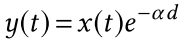 y(t) = x(t)e^{-αd}